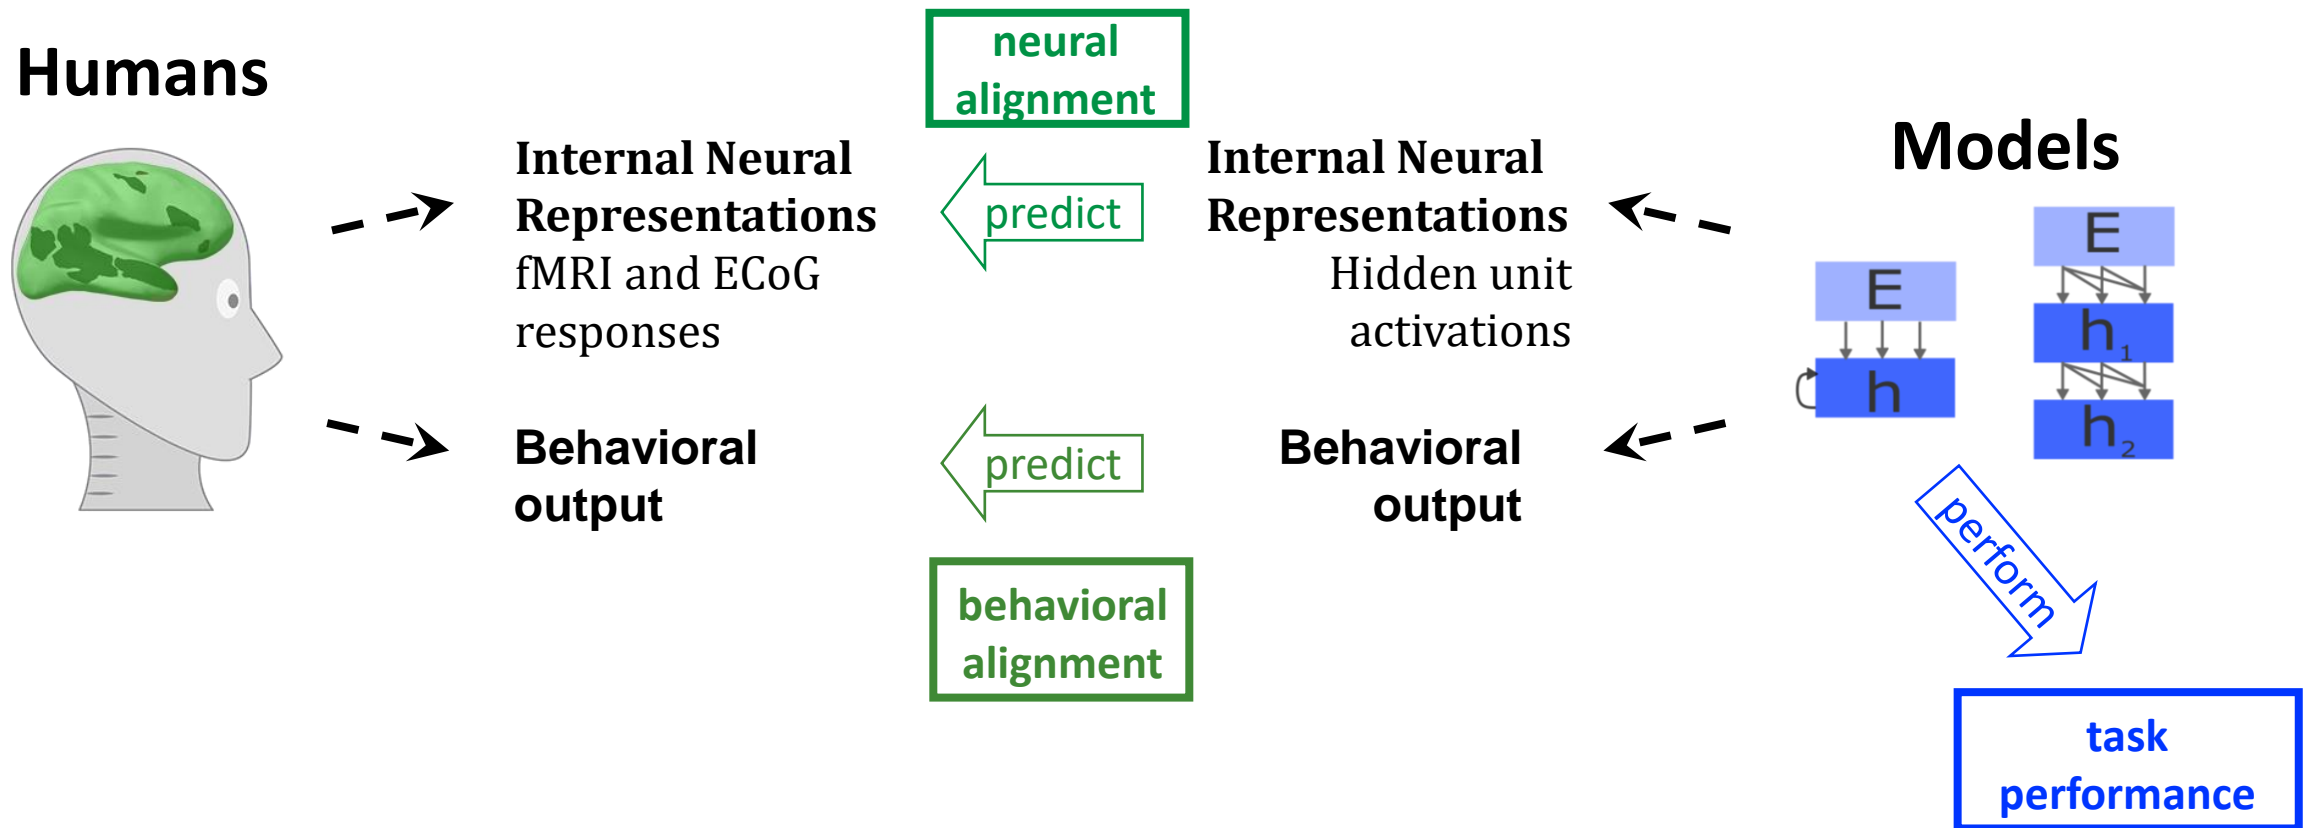 Humans
neural
alignment
Internal Neural
Representations
fMRI and ECoG
responses
predict
Internal Neural
Representations
Hidden unit
activations
Models
E
h
E
h1
h2
Behavioral
output
predict
Behavioral
output
behavioral
alignment
perform
task
performance